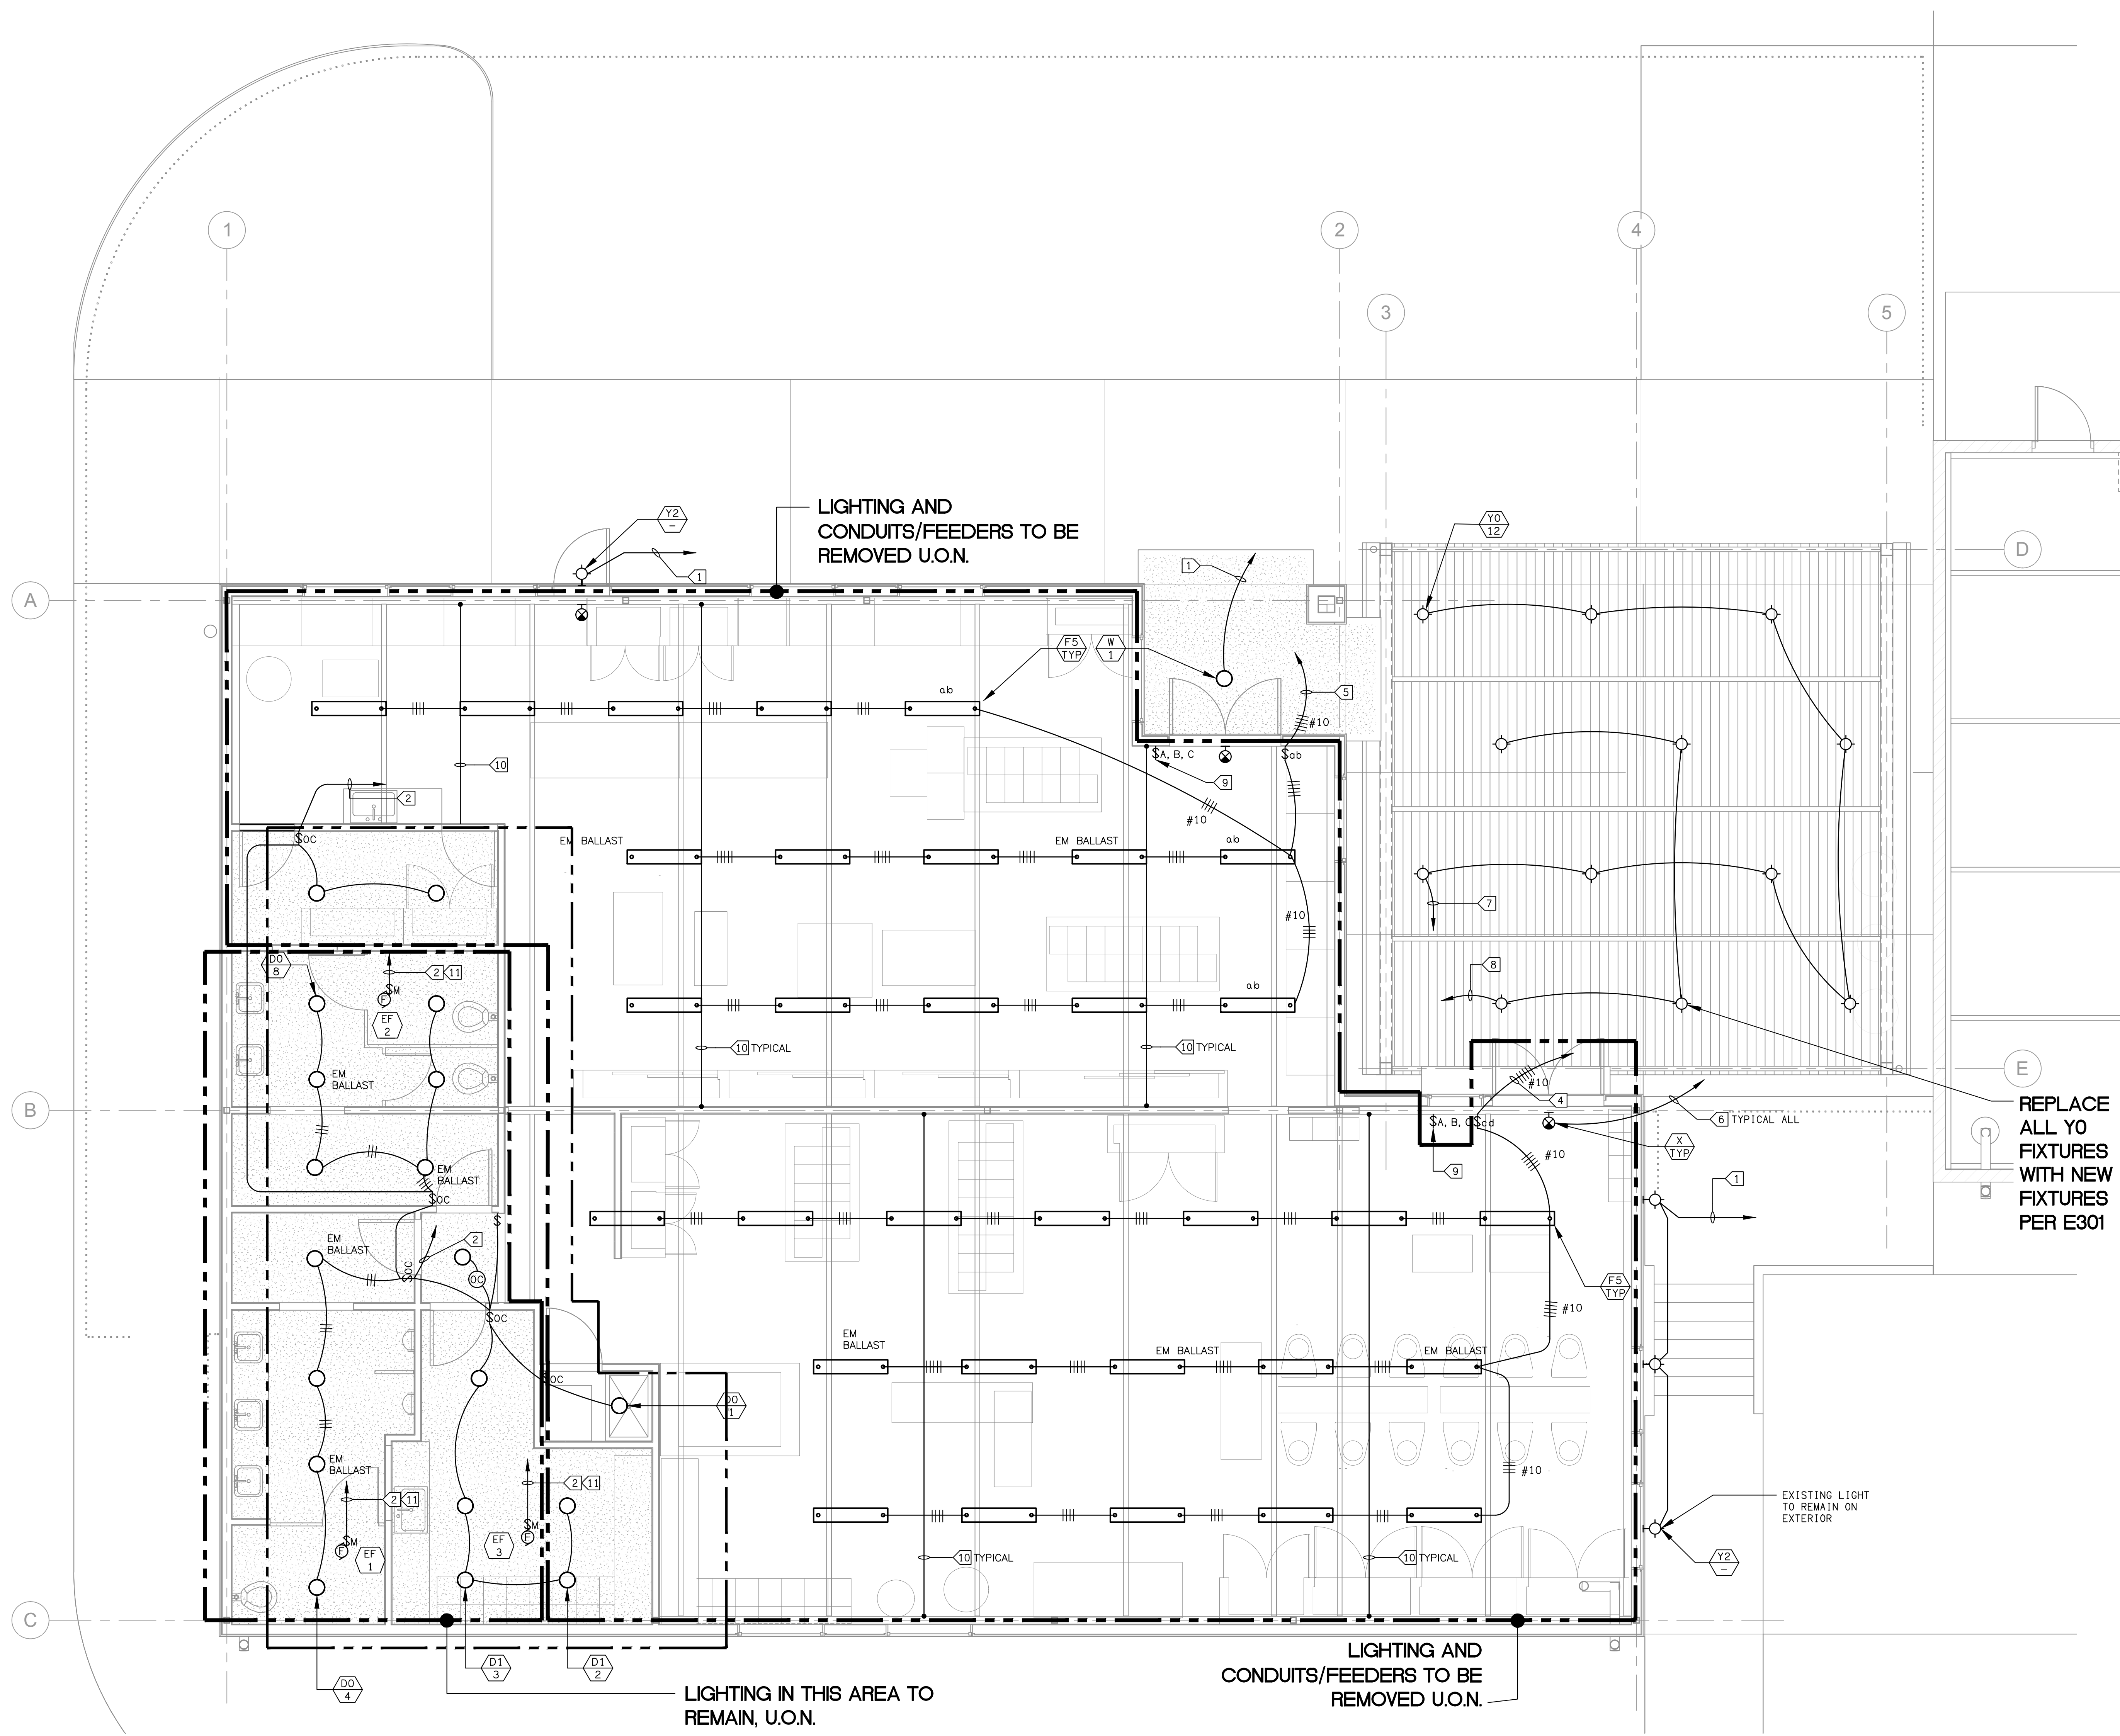 1
2
4
3
5
LIGHTING AND
CONDUITS/FEEDERS TO BE
REMOVED U.O.N.
Y2
–
1
Y0
12
D
A
1
F5
TYP
W
1
ab
5
#10
$A, B, C
$ab
9
10
2
#10
$OC
EM BALLAST
EM BALLAST
ab
7
#10
D0
8
2
11
$M
F
EF
2
8
ab
10 TYPICAL
10 TYPICAL
EM
BALLAST
#10
4
E
B
REPLACE
ALL Y0
FIXTURES
WITH NEW
FIXTURES
PER E301
$A, B, C
$cd
6 TYPICAL ALL
X
TYP
#10
9
EM
BALLAST
$OC
1
$
EM
BALLAST
2
$OC
OC
F5
TYP
#10
$OC
EM
BALLAST
EM BALLAST
EM BALLAST
$OC
D0
1
EM
BALLAST
2
11
#10
2
11
$M
F
EF
1
$M
F
EF
3
EXISTING LIGHT
TO REMAIN ON
EXTERIOR
10 TYPICAL
10 TYPICAL
Y2
–
C
D0
4
D1
3
D1
2
LIGHTING IN THIS AREA TO
REMAIN, U.O.N.
LIGHTING AND
CONDUITS/FEEDERS TO BE
REMOVED U.O.N.